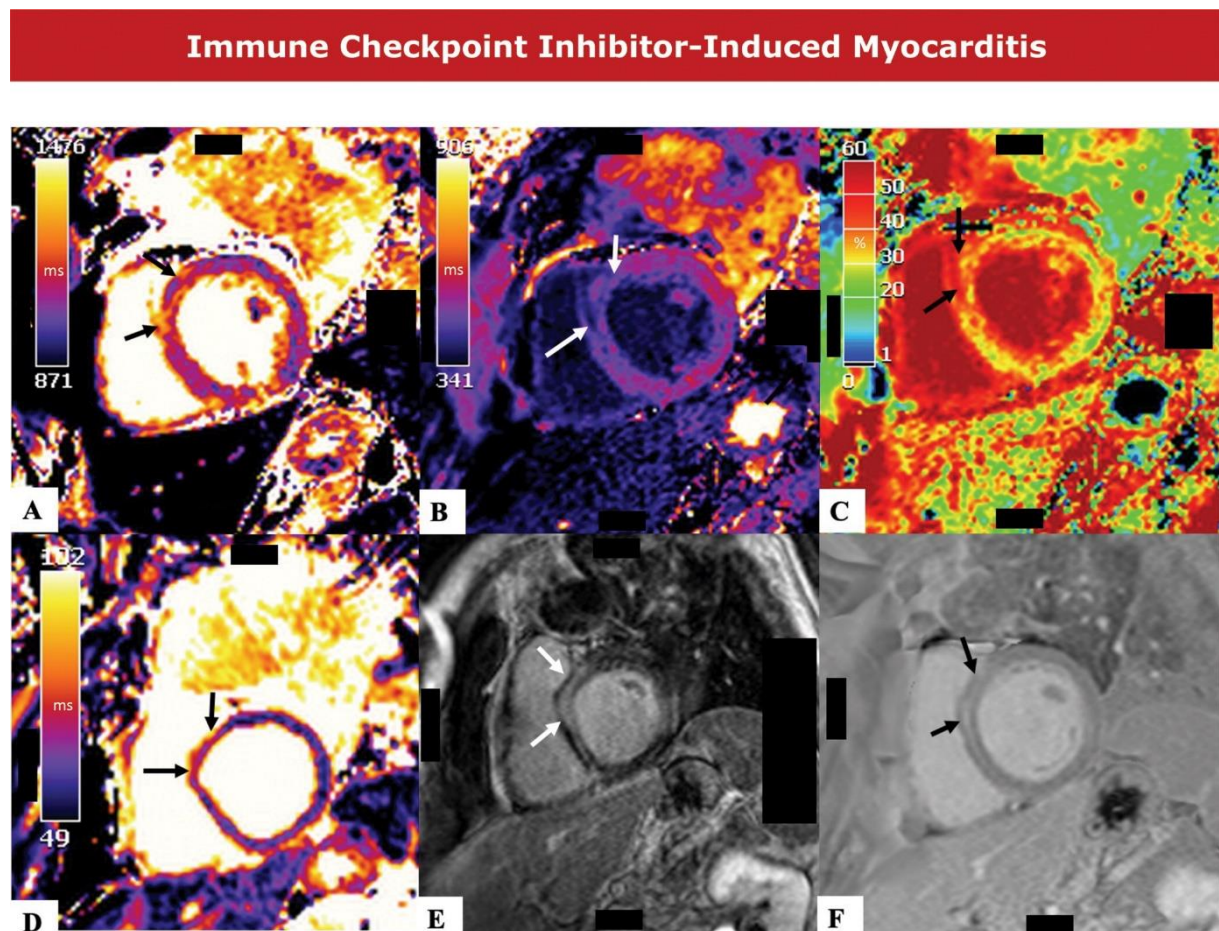 Immune Checkpoint Inhibitor-Induced Myocarditis
1476
ms
871
A
906
ms
341
B
60
50
40
%
30
20
1
0
C
102
ms
49
D
E
F